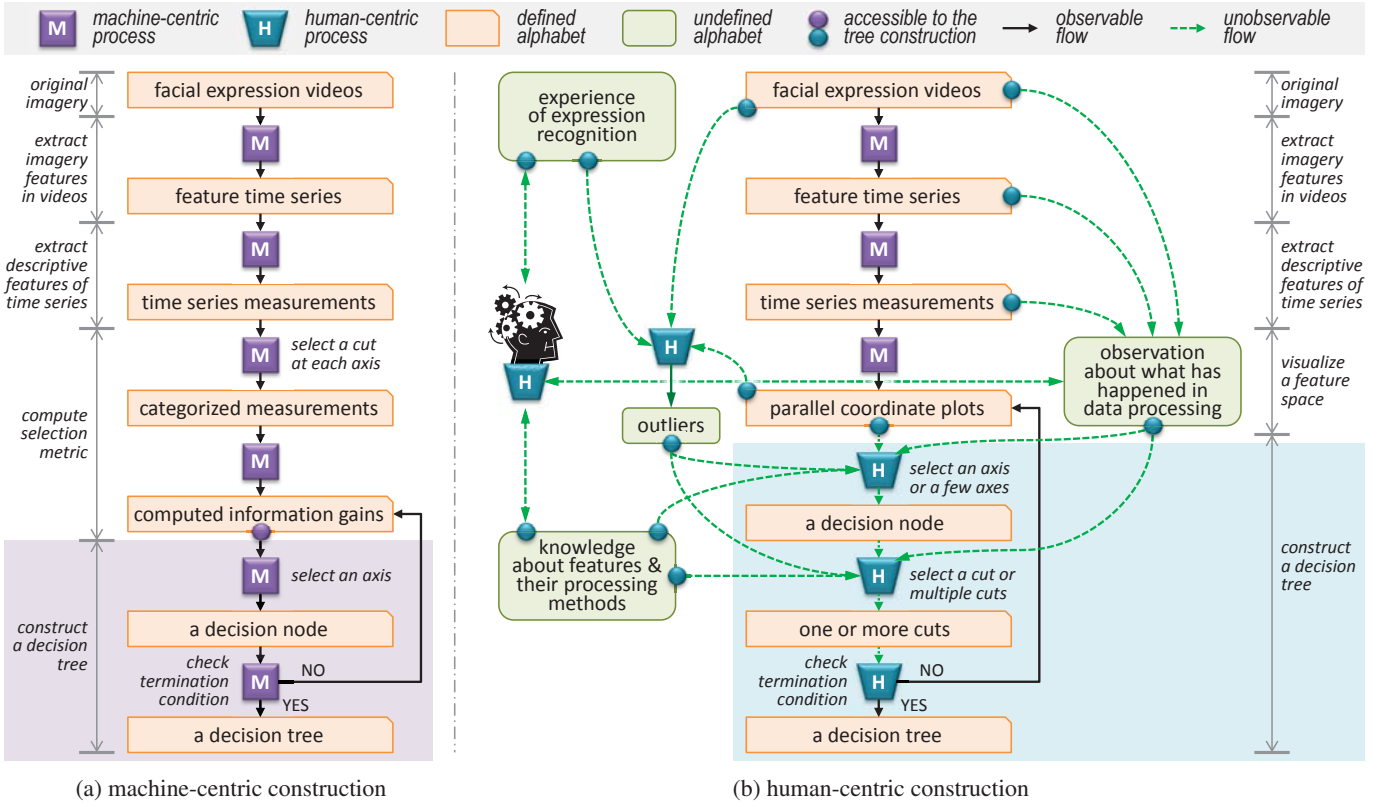 M
machine-centric
process
H
human-centric
process
defined
alphabet
undefined
alphabet
accessible to the
tree construction
observable
flow
unobservable
flow
original
imagery
extract
imagery
features
in videos
extract
descriptive
features of
time series
compute
selection
metric
construct
a decision
tree
facial expression videos
M
feature time series
M
time series measurements
M
select a cut
at each axis
categorized measurements
M
computed information gains
M
select an axis
a decision node
check
termination
condition
M
NO
YES
a decision tree
(a) machine-centric construction
experience
of expression
recognition
H
H
outliers
knowledge
about features &
their processing
methods
facial expression videos
M
feature time series
M
time series measurements
M
parallel coordinate plots
H
select an axis
or a few axes
a decision node
H
select a cut or
multiple cuts
one or more cuts
check
termination
condition
H
NO
YES
a decision tree
observation
about what has
happened in
data processing
original
imagery
extract
imagery
features
in videos
extract
descriptive
features of
time series
visualize
a feature
space
construct
a decision
tree
(b) human-centric construction